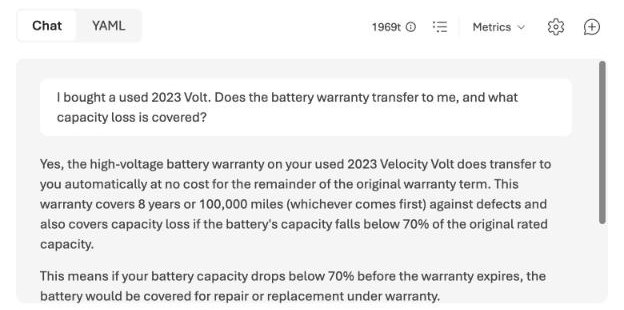 Chat YAML 1969t Metrics
I bought a used 2023 Volt. Does the battery warranty transfer to me, and what
capacity loss is covered?
Yes, the high-voltage battery warranty on your used 2023 Velocity Volt does transfer to
you automatically at no cost for the remainder of the original warranty term. This
warranty covers 8 years or 100,000 miles (whichever comes first) against defects and
also covers capacity loss if the battery's capacity falls below 70% of the original rated
capacity.
This means if your battery capacity drops below 70% before the warranty expires, the
battery would be covered for repair or replacement under warranty.